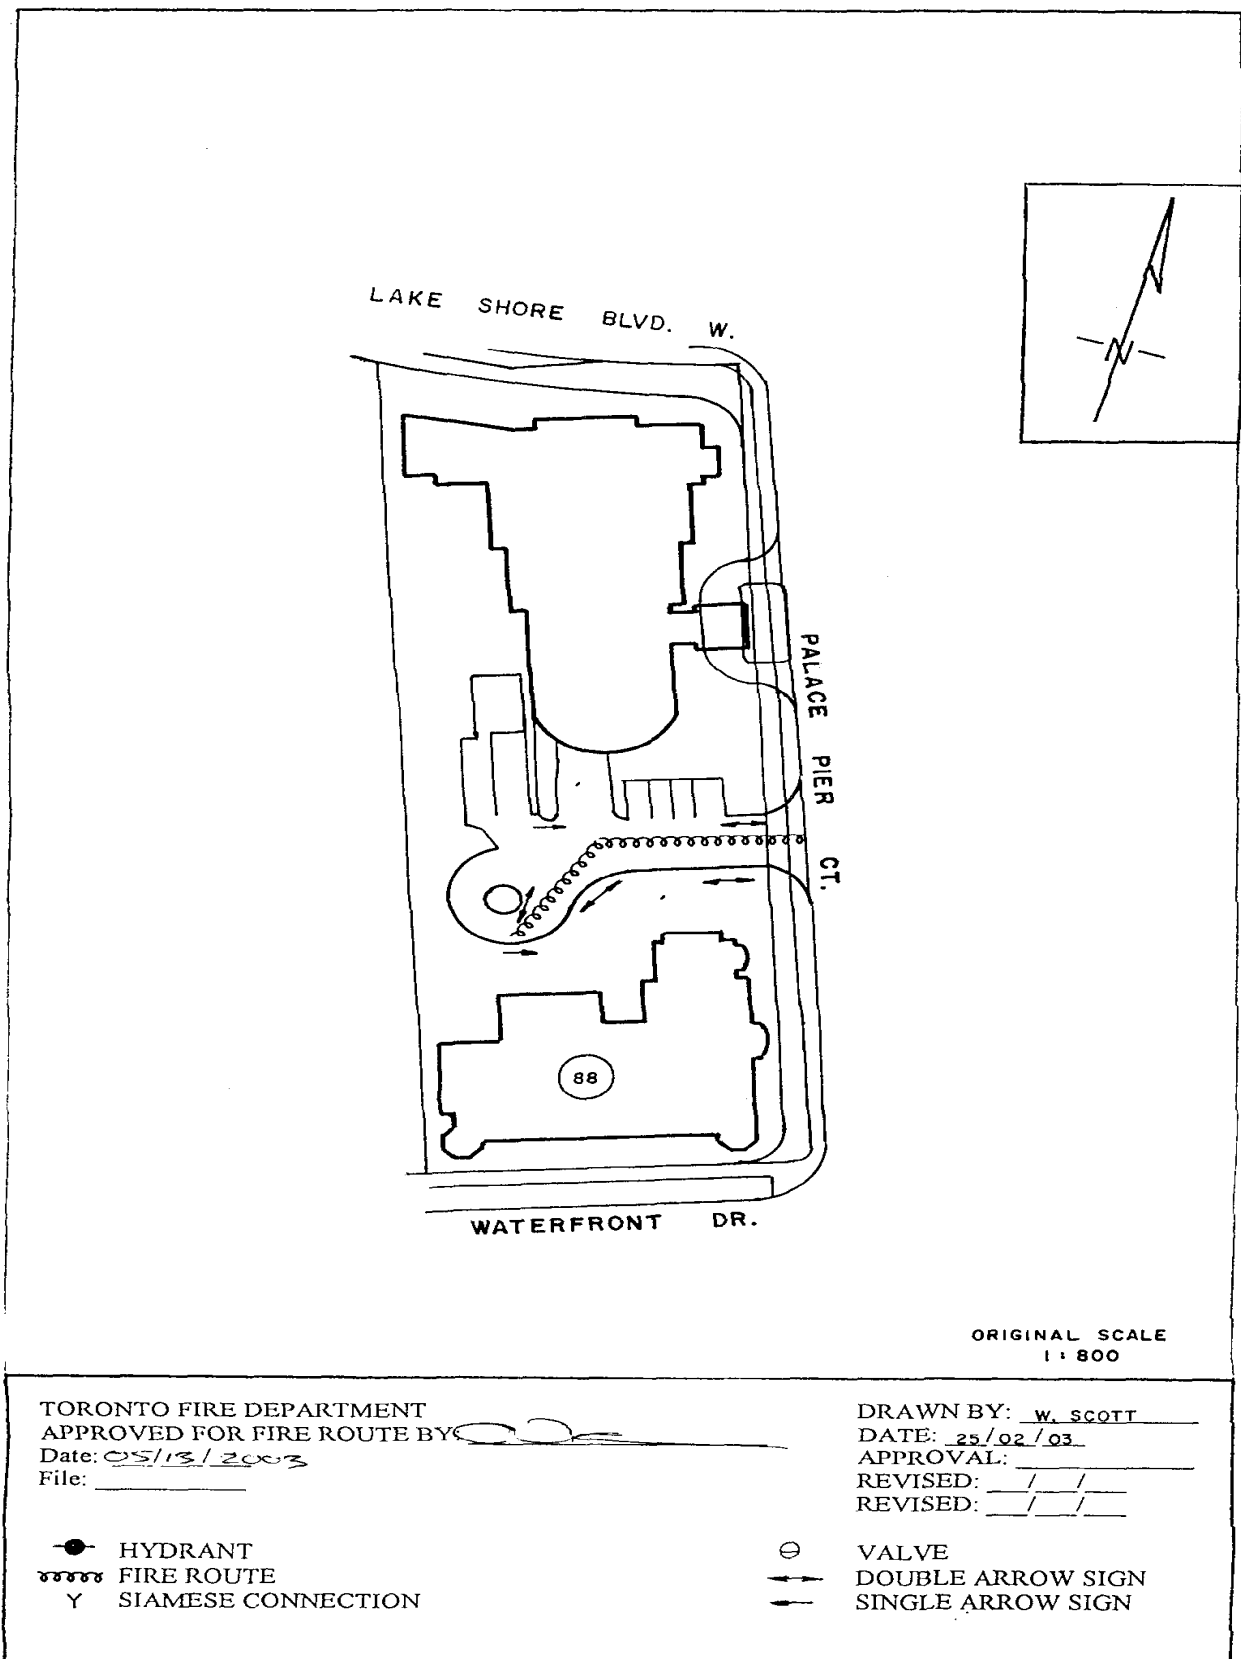 LAKE SHORE BLVD. W.
N
PALACE PIER CT.
88
WATERFRONT DR.
ORIGINAL SCALE
1 : 800
TORONTO FIRE DEPARTMENT
APPROVED FOR FIRE ROUTE BY:
Date: 05/13/2003
File:
DRAWN BY: W. SCOTT
DATE: 25/02/03
APPROVAL:
REVISED: / /
REVISED: / /
HYDRANT
FIRE ROUTE
Y SIAMESE CONNECTION
VALVE
DOUBLE ARROW SIGN
SINGLE ARROW SIGN